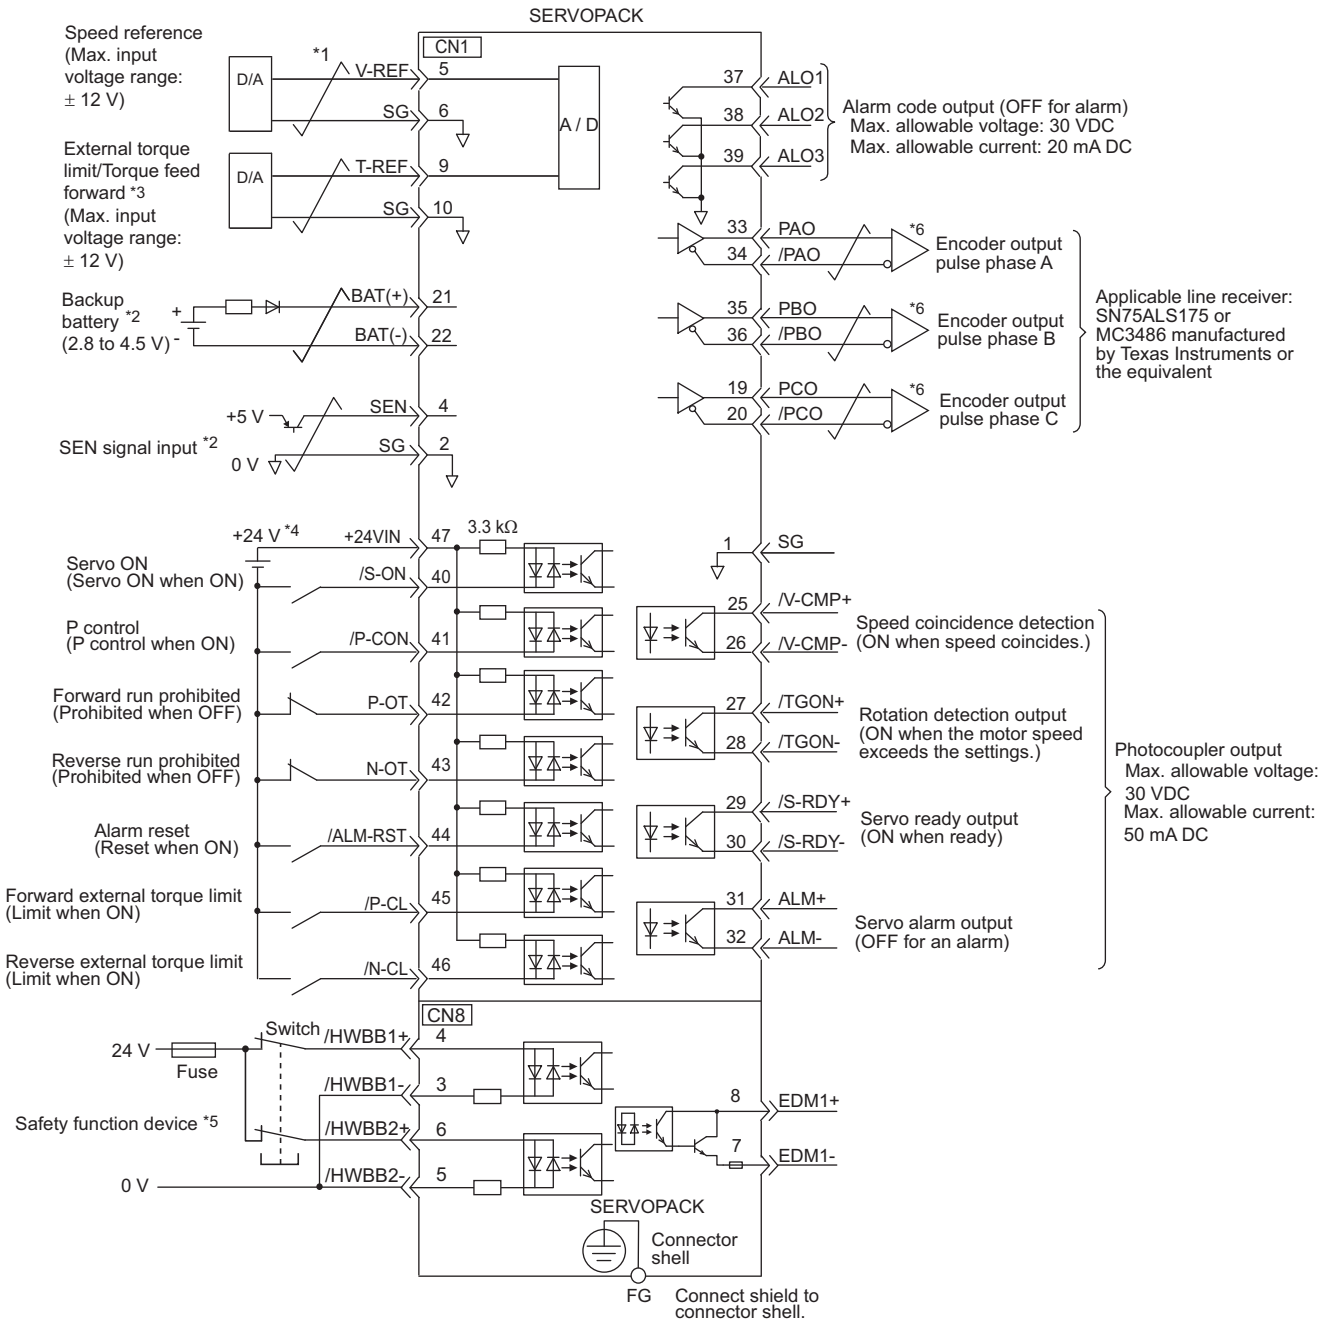 SERVOPACK
CN1
Speed reference
(Max. input
voltage range:
± 12 V)
D/A
*1
V-REF
5
SG
6
A / D
External torque
limit/Torque feed
forward *3
(Max. input
voltage range:
± 12 V)
D/A
T-REF
9
SG
10
Backup
battery *2
(2.8 to 4.5 V)
+
-
BAT(+)
21
BAT(-)
22
+5 V
SEN
4
SEN signal input *2
0 V
SG
2
37
ALO1
38
ALO2
39
ALO3
Alarm code output (OFF for alarm)
Max. allowable voltage: 30 VDC
Max. allowable current: 20 mA DC
33
PAO
34
/PAO
*6
Encoder output
pulse phase A
35
PBO
36
/PBO
*6
Encoder output
pulse phase B
19
PCO
20
/PCO
*6
Encoder output
pulse phase C
Applicable line receiver:
SN75ALS175 or
MC3486 manufactured
by Texas Instruments or
the equivalent
+24 V *4
+24VIN
47
3.3 kΩ
Servo ON
(Servo ON when ON)
/S-ON
40
P control
(P control when ON)
/P-CON
41
Forward run prohibited
(Prohibited when OFF)
P-OT
42
Reverse run prohibited
(Prohibited when OFF)
N-OT
43
Alarm reset
(Reset when ON)
/ALM-RST
44
Forward external torque limit
(Limit when ON)
/P-CL
45
Reverse external torque limit
(Limit when ON)
/N-CL
46
1
SG
25
/V-CMP+
26
/V-CMP-
Speed coincidence detection
(ON when speed coincides.)
27
/TGON+
28
/TGON-
Rotation detection output
(ON when the motor speed
exceeds the settings.)
29
/S-RDY+
30
/S-RDY-
Servo ready output
(ON when ready)
31
ALM+
32
ALM-
Servo alarm output
(OFF for an alarm)
Photocoupler output
Max. allowable voltage:
30 VDC
Max. allowable current:
50 mA DC
CN8
24 V
Fuse
Switch
/HWBB1+
4
/HWBB1-
3
Safety function device *5
/HWBB2+
6
/HWBB2-
5
0 V
8
EDM1+
7
EDM1-
SERVOPACK
Connector
shell
FG
Connect shield to
connector shell.